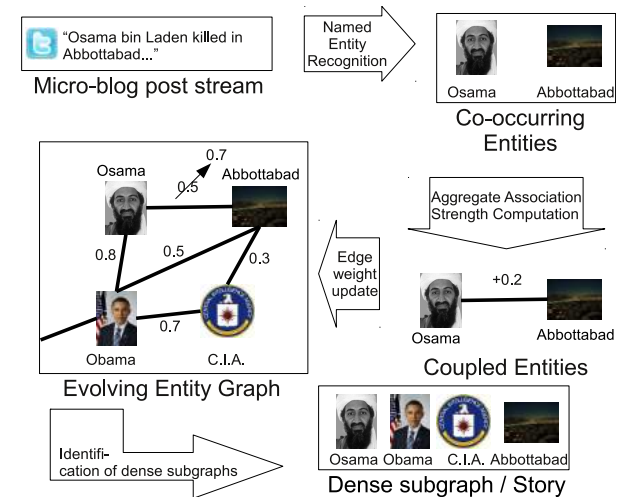 “Osama bin Laden killed in
Abbottabad...”
Micro-blog post stream
Named
Entity
Recognition
Osama
Abbottabad
Co-occurring
Entities
Aggregate Association
Strength Computation
+0.2
Osama
Abbottabad
Coupled Entities
Edge
weight
update
0.7
Osama
Abbottabad
0.5
0.8
0.5
0.3
0.7
Obama
C.I.A.
Evolving Entity Graph
Identifi-
cation of dense subgraphs
Osama Obama C.I.A. Abbottabad
Dense subgraph / Story